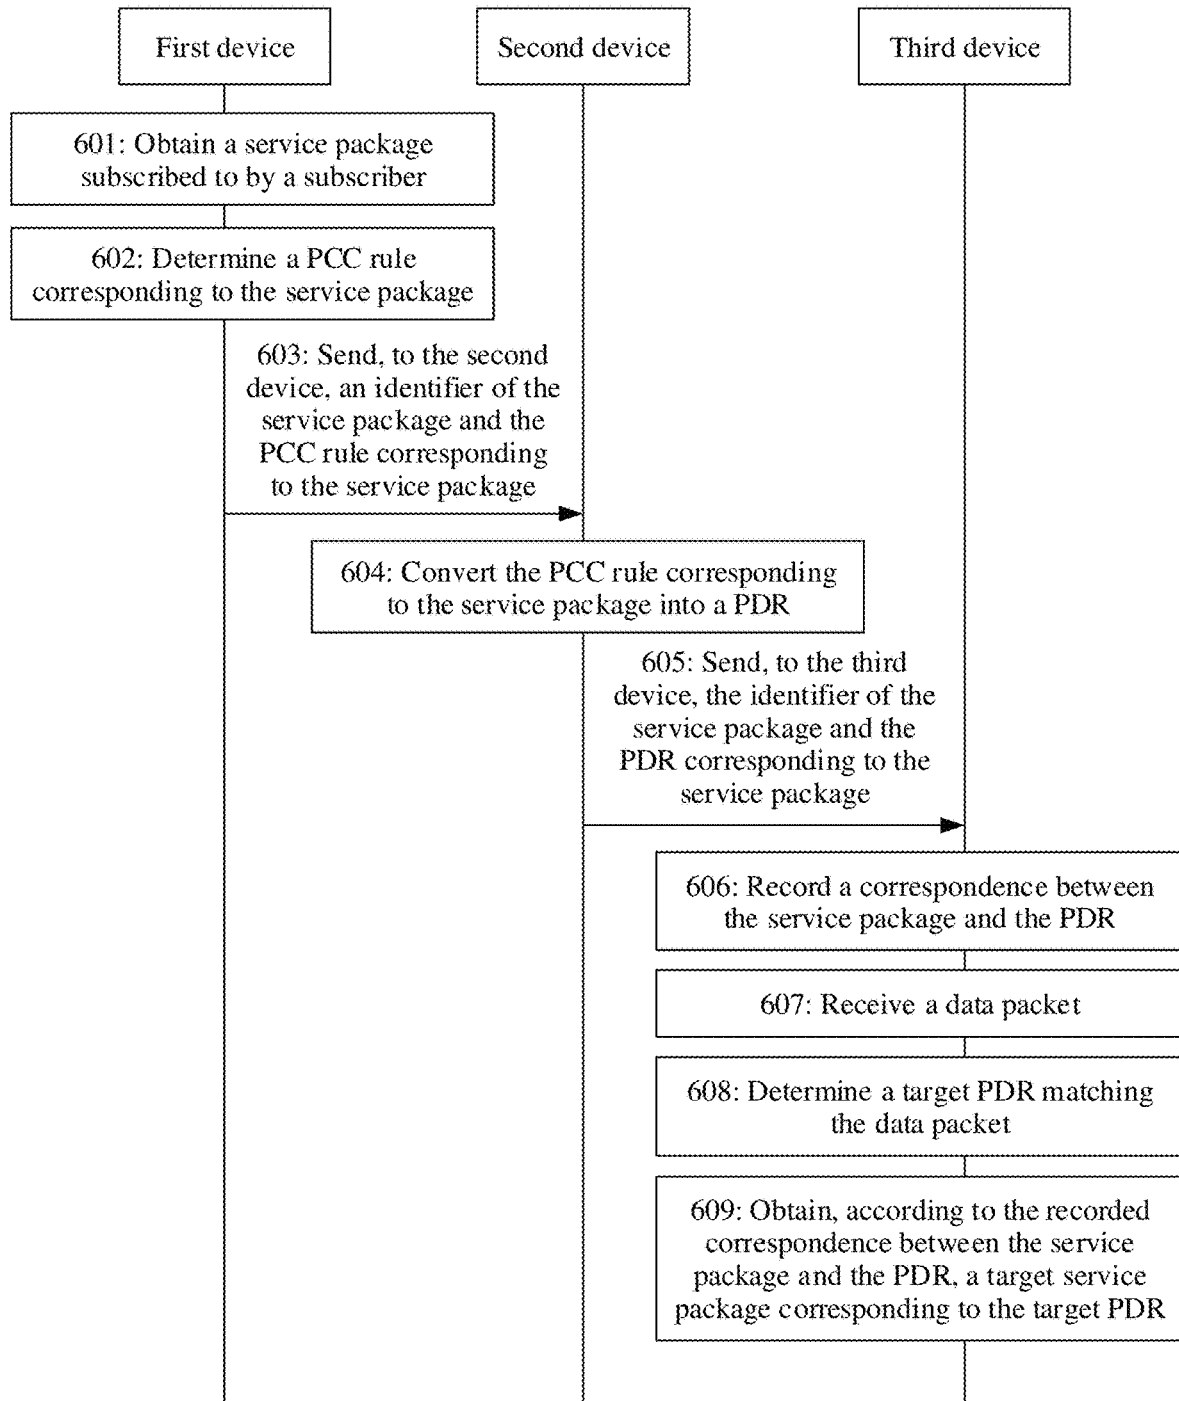 First device
Second device
Third device
601: Obtain a service package
subscribed to by a subscriber
602: Determine a PCC rule
corresponding to the service package
603: Send, to the second
device, an identifier of the
service package and the
PCC rule corresponding
to the service package
604: Convert the PCC rule corresponding
to the service package into a PDR
605: Send, to the third
device, the identifier of the
service package and the
PDR corresponding to the
service package
606: Record a correspondence between
the service package and the PDR
607: Receive a data packet
608: Determine a target PDR matching
the data packet
609: Obtain, according to the recorded
correspondence between the service
package and the PDR, a target service
package corresponding to the target PDR